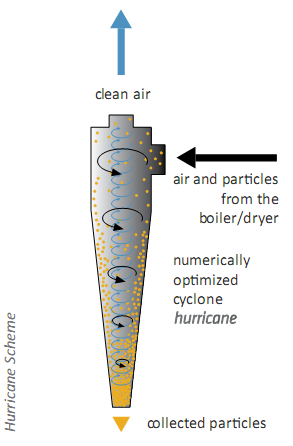 clean air
air and particles
from the
boiler/dryer
numerically
optimized
cyclone
hurricane
Hurricane Scheme
collected particles